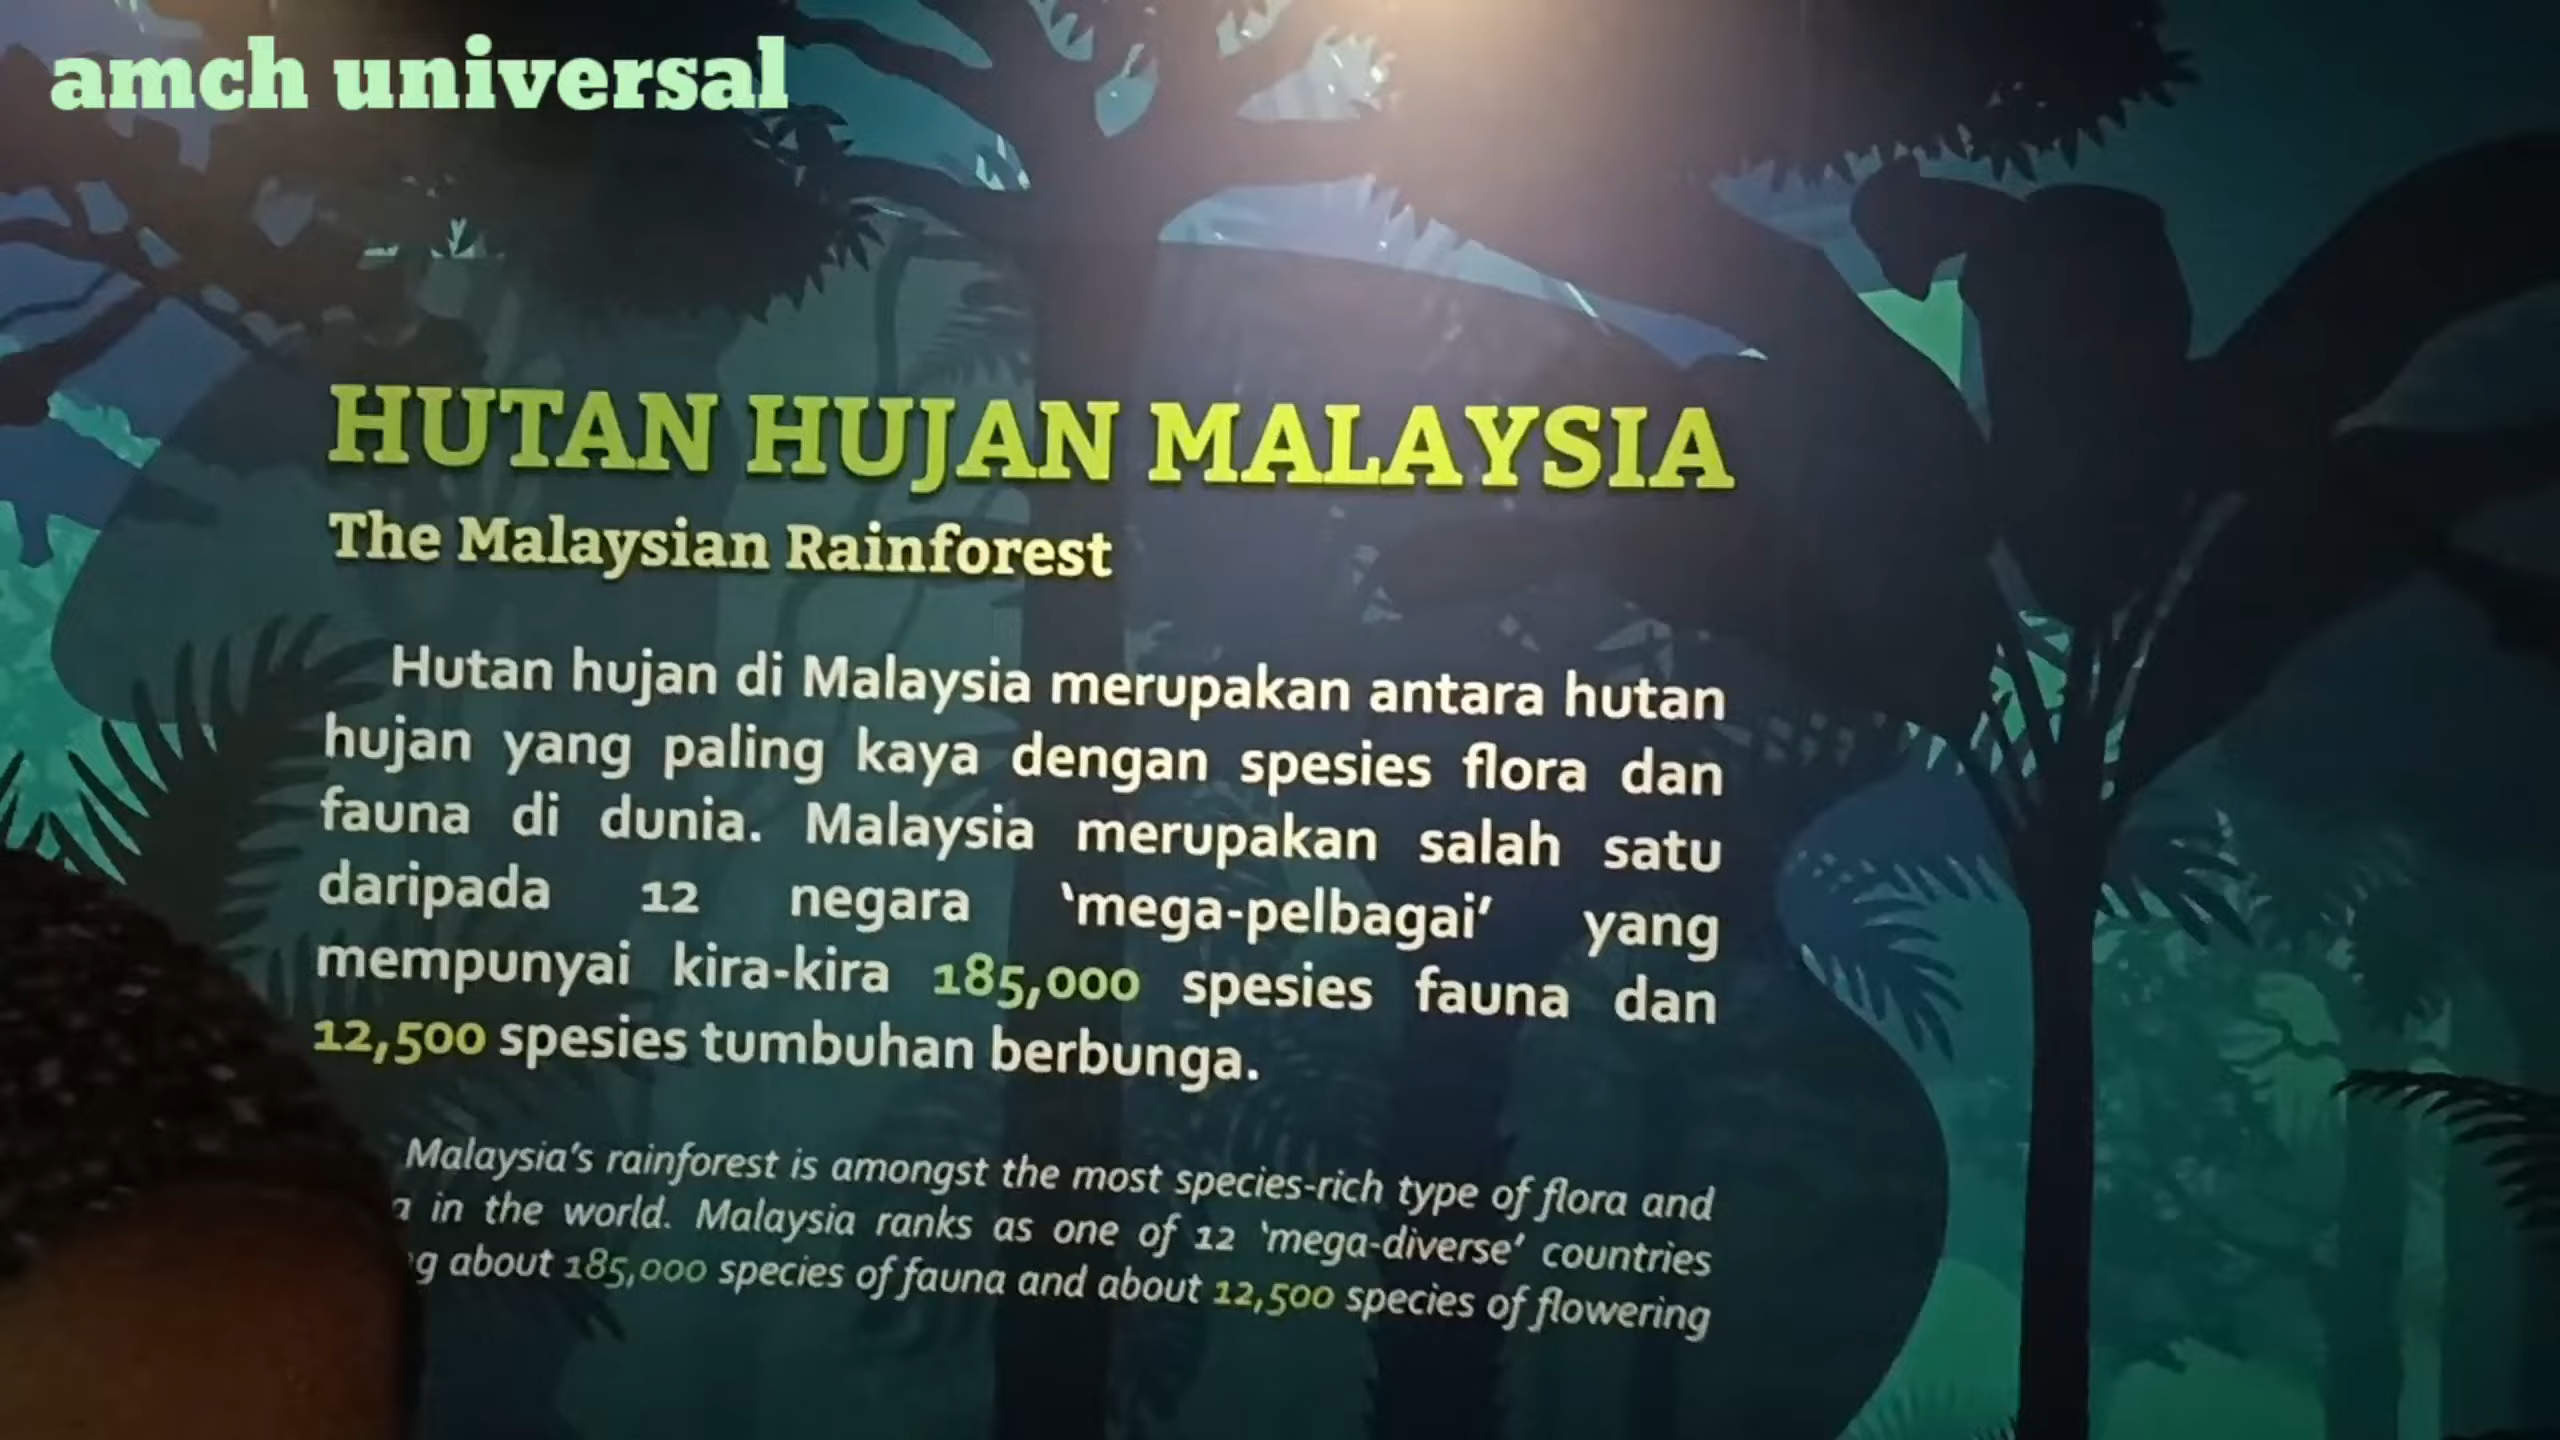 amch universal
HUTAN HUJAN MALAYSIA
The Malaysian Rainforest
Hutan hujan di Malaysia merupakan antara hutan
hujan yang paling kaya dengan spesies flora dan
fauna di dunia. Malaysia merupakan salah satu
daripada 12 negara ‘mega-pelbagai’ yang
mempunyai kira-kira 185,000 spesies fauna dan
12,500 spesies tumbuhan berbunga.
Malaysia’s rainforest is amongst the most species-rich type of flora and
in the world. Malaysia ranks as one of 12 ‘mega-diverse’ countries
about 185,000 species of fauna and about 12,500 species of flowering